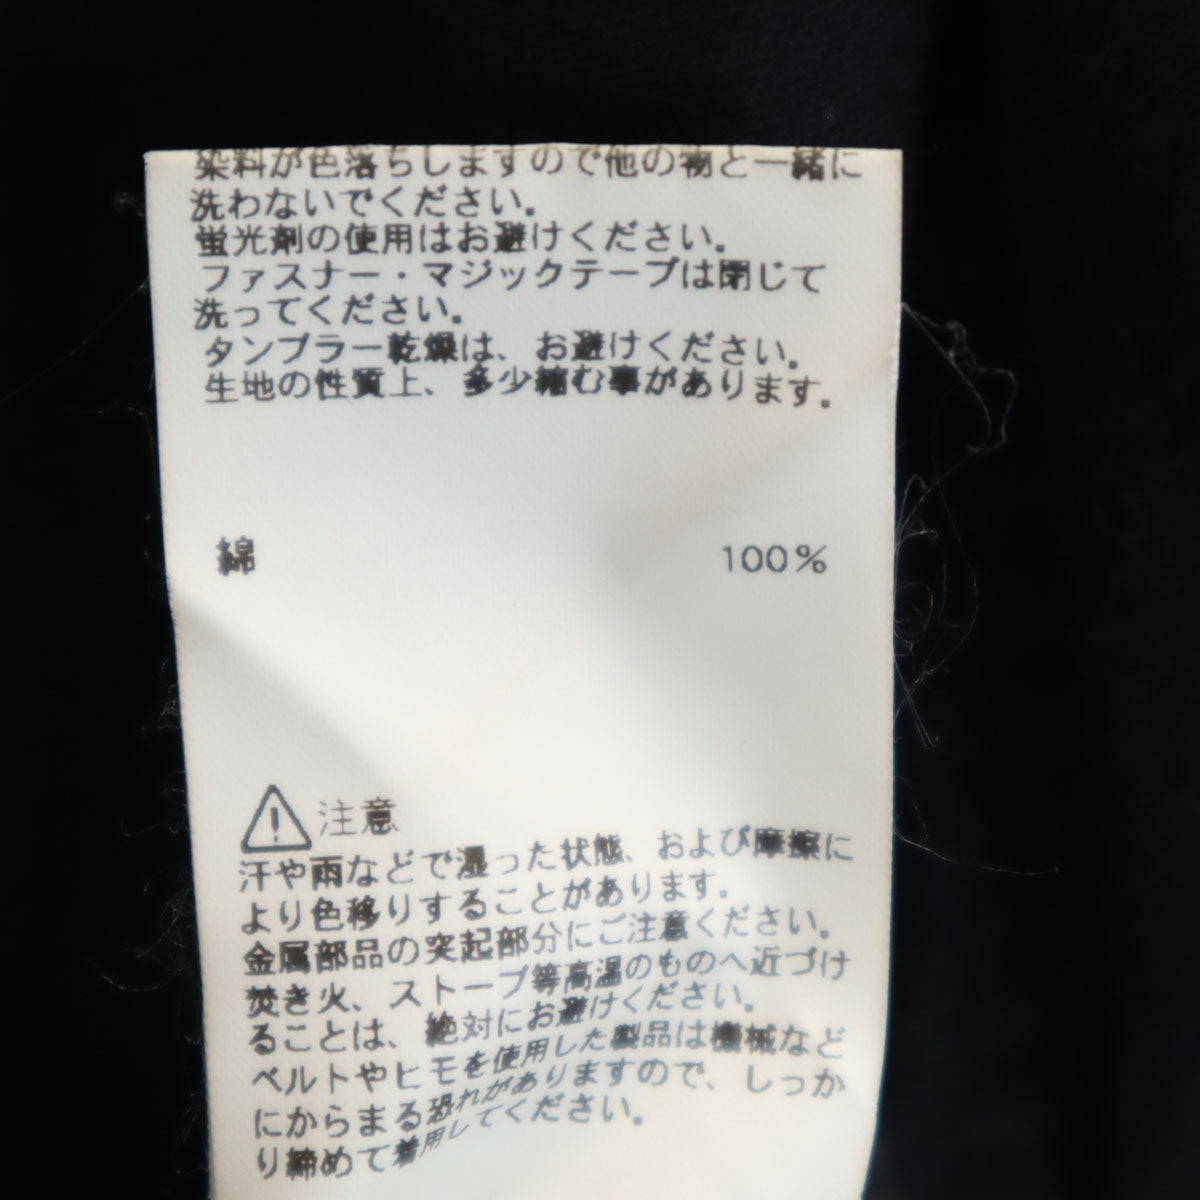 染料が色落ちしますので他の物と一緒に
洗わないでください。
蛍光剤の使用はお避けください。
ファスナー・マジックテープは閉じて
洗ってください。
タンブラー乾燥は、お避けください。
生地の性質上、多少縮む事があります。
綿 100%
注意
汗や雨などで湿った状態、および摩擦に
より色移りすることがあります。
金属部品の突起部分にご注意ください。
焚き火、ストーブ等高温のものへ近づけ
ることは、絶対にお避けください。
ベルトやヒモを使用した製品は機械など
にからまる恐れがありますので、しっか
り締めて着用してください。